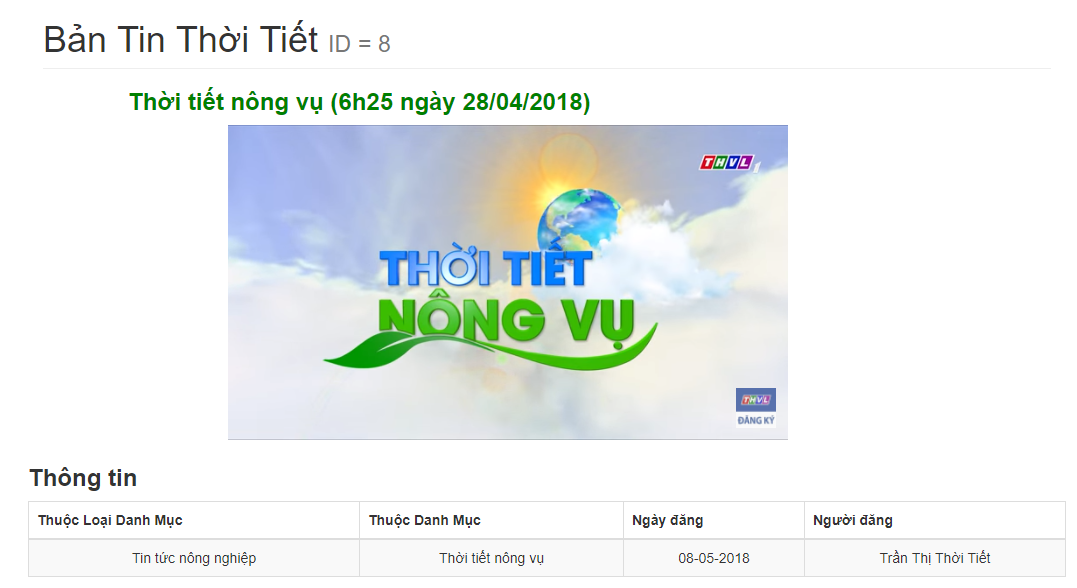 Bản Tin Thời Tiết ID = 8
Thời tiết nông vụ (6h25 ngày 28/04/2018)
THVL1
THỜI TIẾT
NÔNG VỤ
THVL
ĐĂNG KÝ
Thông tin
Thuộc Loại Danh Mục Thuộc Danh Mục Ngày đăng Người đăng
Tin tức nông nghiệp Thời tiết nông vụ 08-05-2018 Trần Thị Thời Tiết